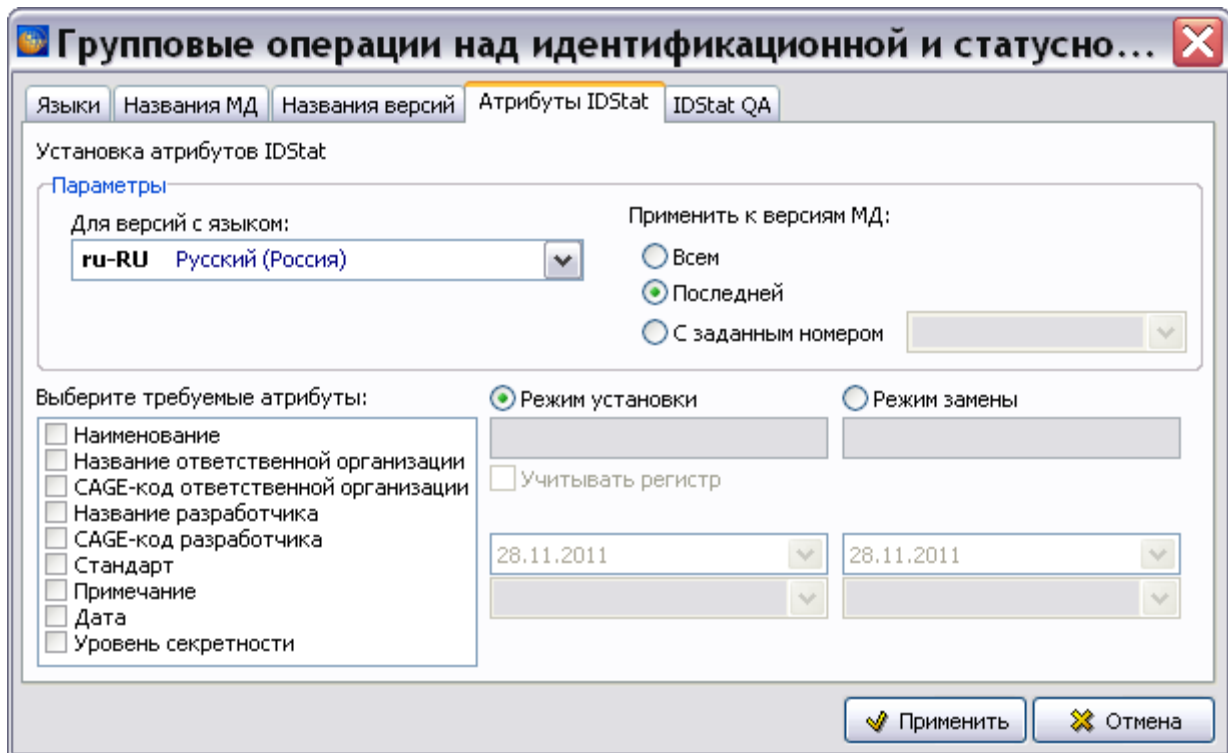 Групповые операции над идентификационной и статусно...
Языки Названия МД Названия версий Атрибуты IDStat IDStat QA
Установка атрибутов IDStat
Параметры
Для версий с языком:
ru-RU Русский (Россия)
Применить к версиям МД:
Всем
Последней
С заданным номером
Выберите требуемые атрибуты:
Наименование
Название ответственной организации
CAGE-код ответственной организации
Название разработчика
CAGE-код разработчика
Стандарт
Примечание
Дата
Уровень секретности
Режим установки
Режим замены
Учитывать регистр
28.11.2011
28.11.2011
Применить
Отмена